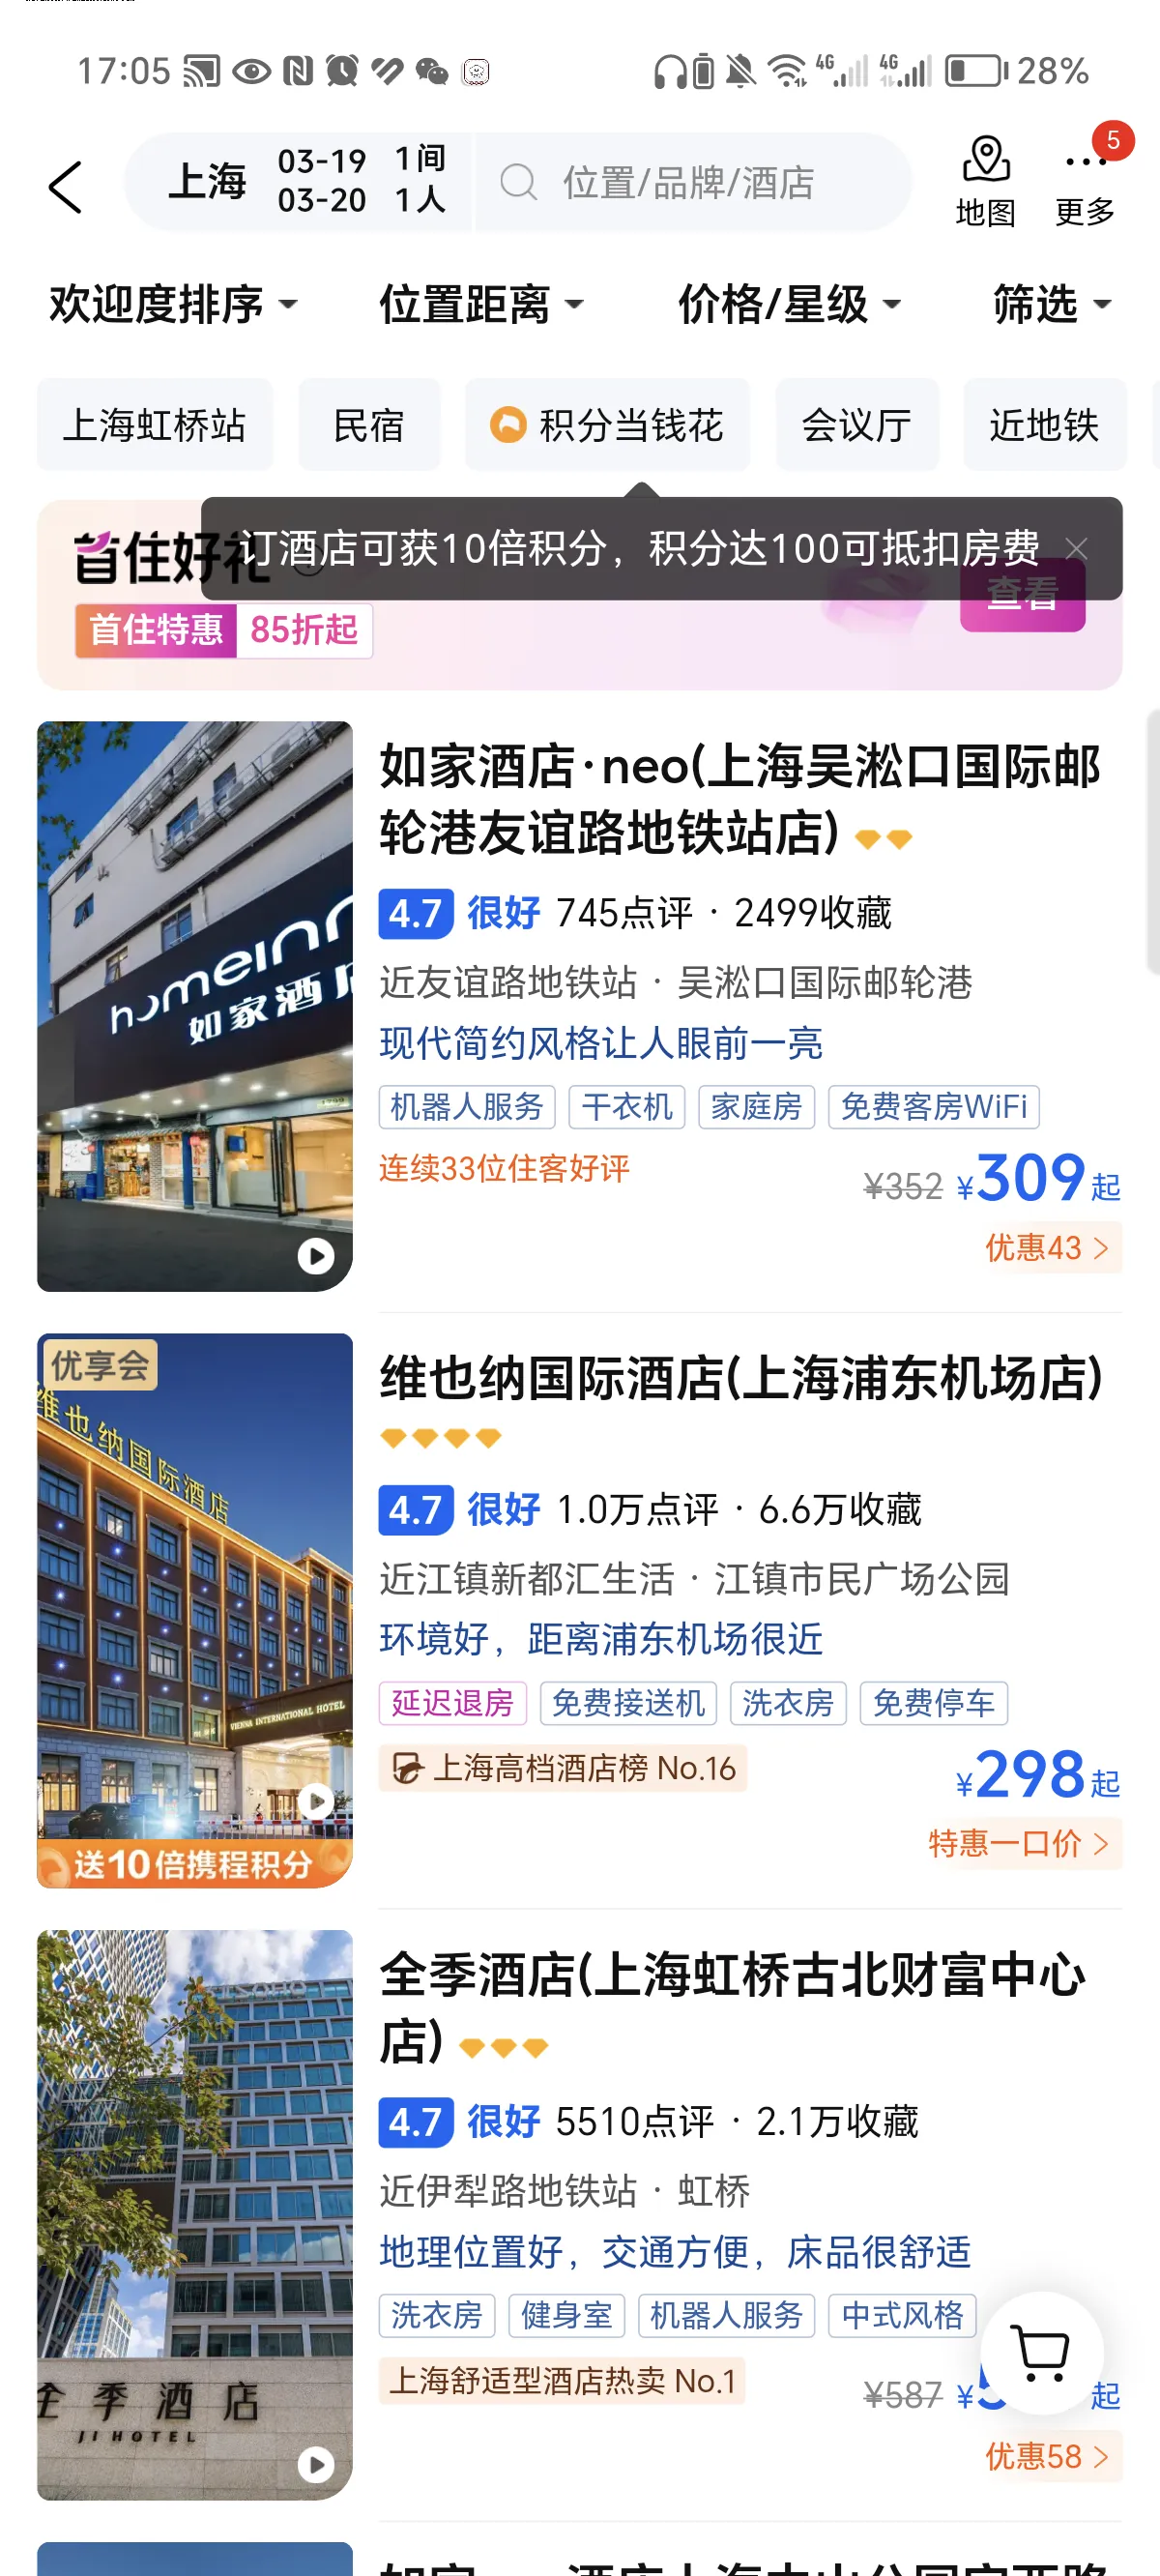 17:05
4G 4G 28%
上海 03-19 1间
03-20 1人
位置/品牌/酒店
地图
5
更多
欢迎度排序 位置距离 价格/星级 筛选
上海虹桥站 民宿 积分当钱花 会议厅 近地铁
订酒店可获10倍积分，积分达100可抵扣房费
首住好礼
查看
首住特惠 85折起
homeinn
如家酒店
如家酒店·neo(上海吴淞口国际邮
轮港友谊路地铁站店)
4.7 很好 745点评 · 2499收藏
近友谊路地铁站 · 吴淞口国际邮轮港
现代简约风格让人眼前一亮
机器人服务 干衣机 家庭房 免费客房WiFi
连续33位住客好评
¥352 ¥309起
优惠43 >
优享会
维也纳国际酒店
VIENNA INTERNATIONAL HOTEL
送10倍携程积分
维也纳国际酒店(上海浦东机场店)
4.7 很好 1.0万点评 · 6.6万收藏
近江镇新都汇生活 · 江镇市民广场公园
环境好，距离浦东机场很近
延迟退房 免费接送机 洗衣房 免费停车
上海高档酒店榜 No.16
¥298起
特惠一口价 >
全季酒店
JI HOTEL
全季酒店(上海虹桥古北财富中心
店)
4.7 很好 5510点评 · 2.1万收藏
近伊犁路地铁站 · 虹桥
地理位置好，交通方便，床品很舒适
洗衣房 健身室 机器人服务 中式风格
上海舒适型酒店热卖 No.1
¥587 ¥ 起
优惠58 >